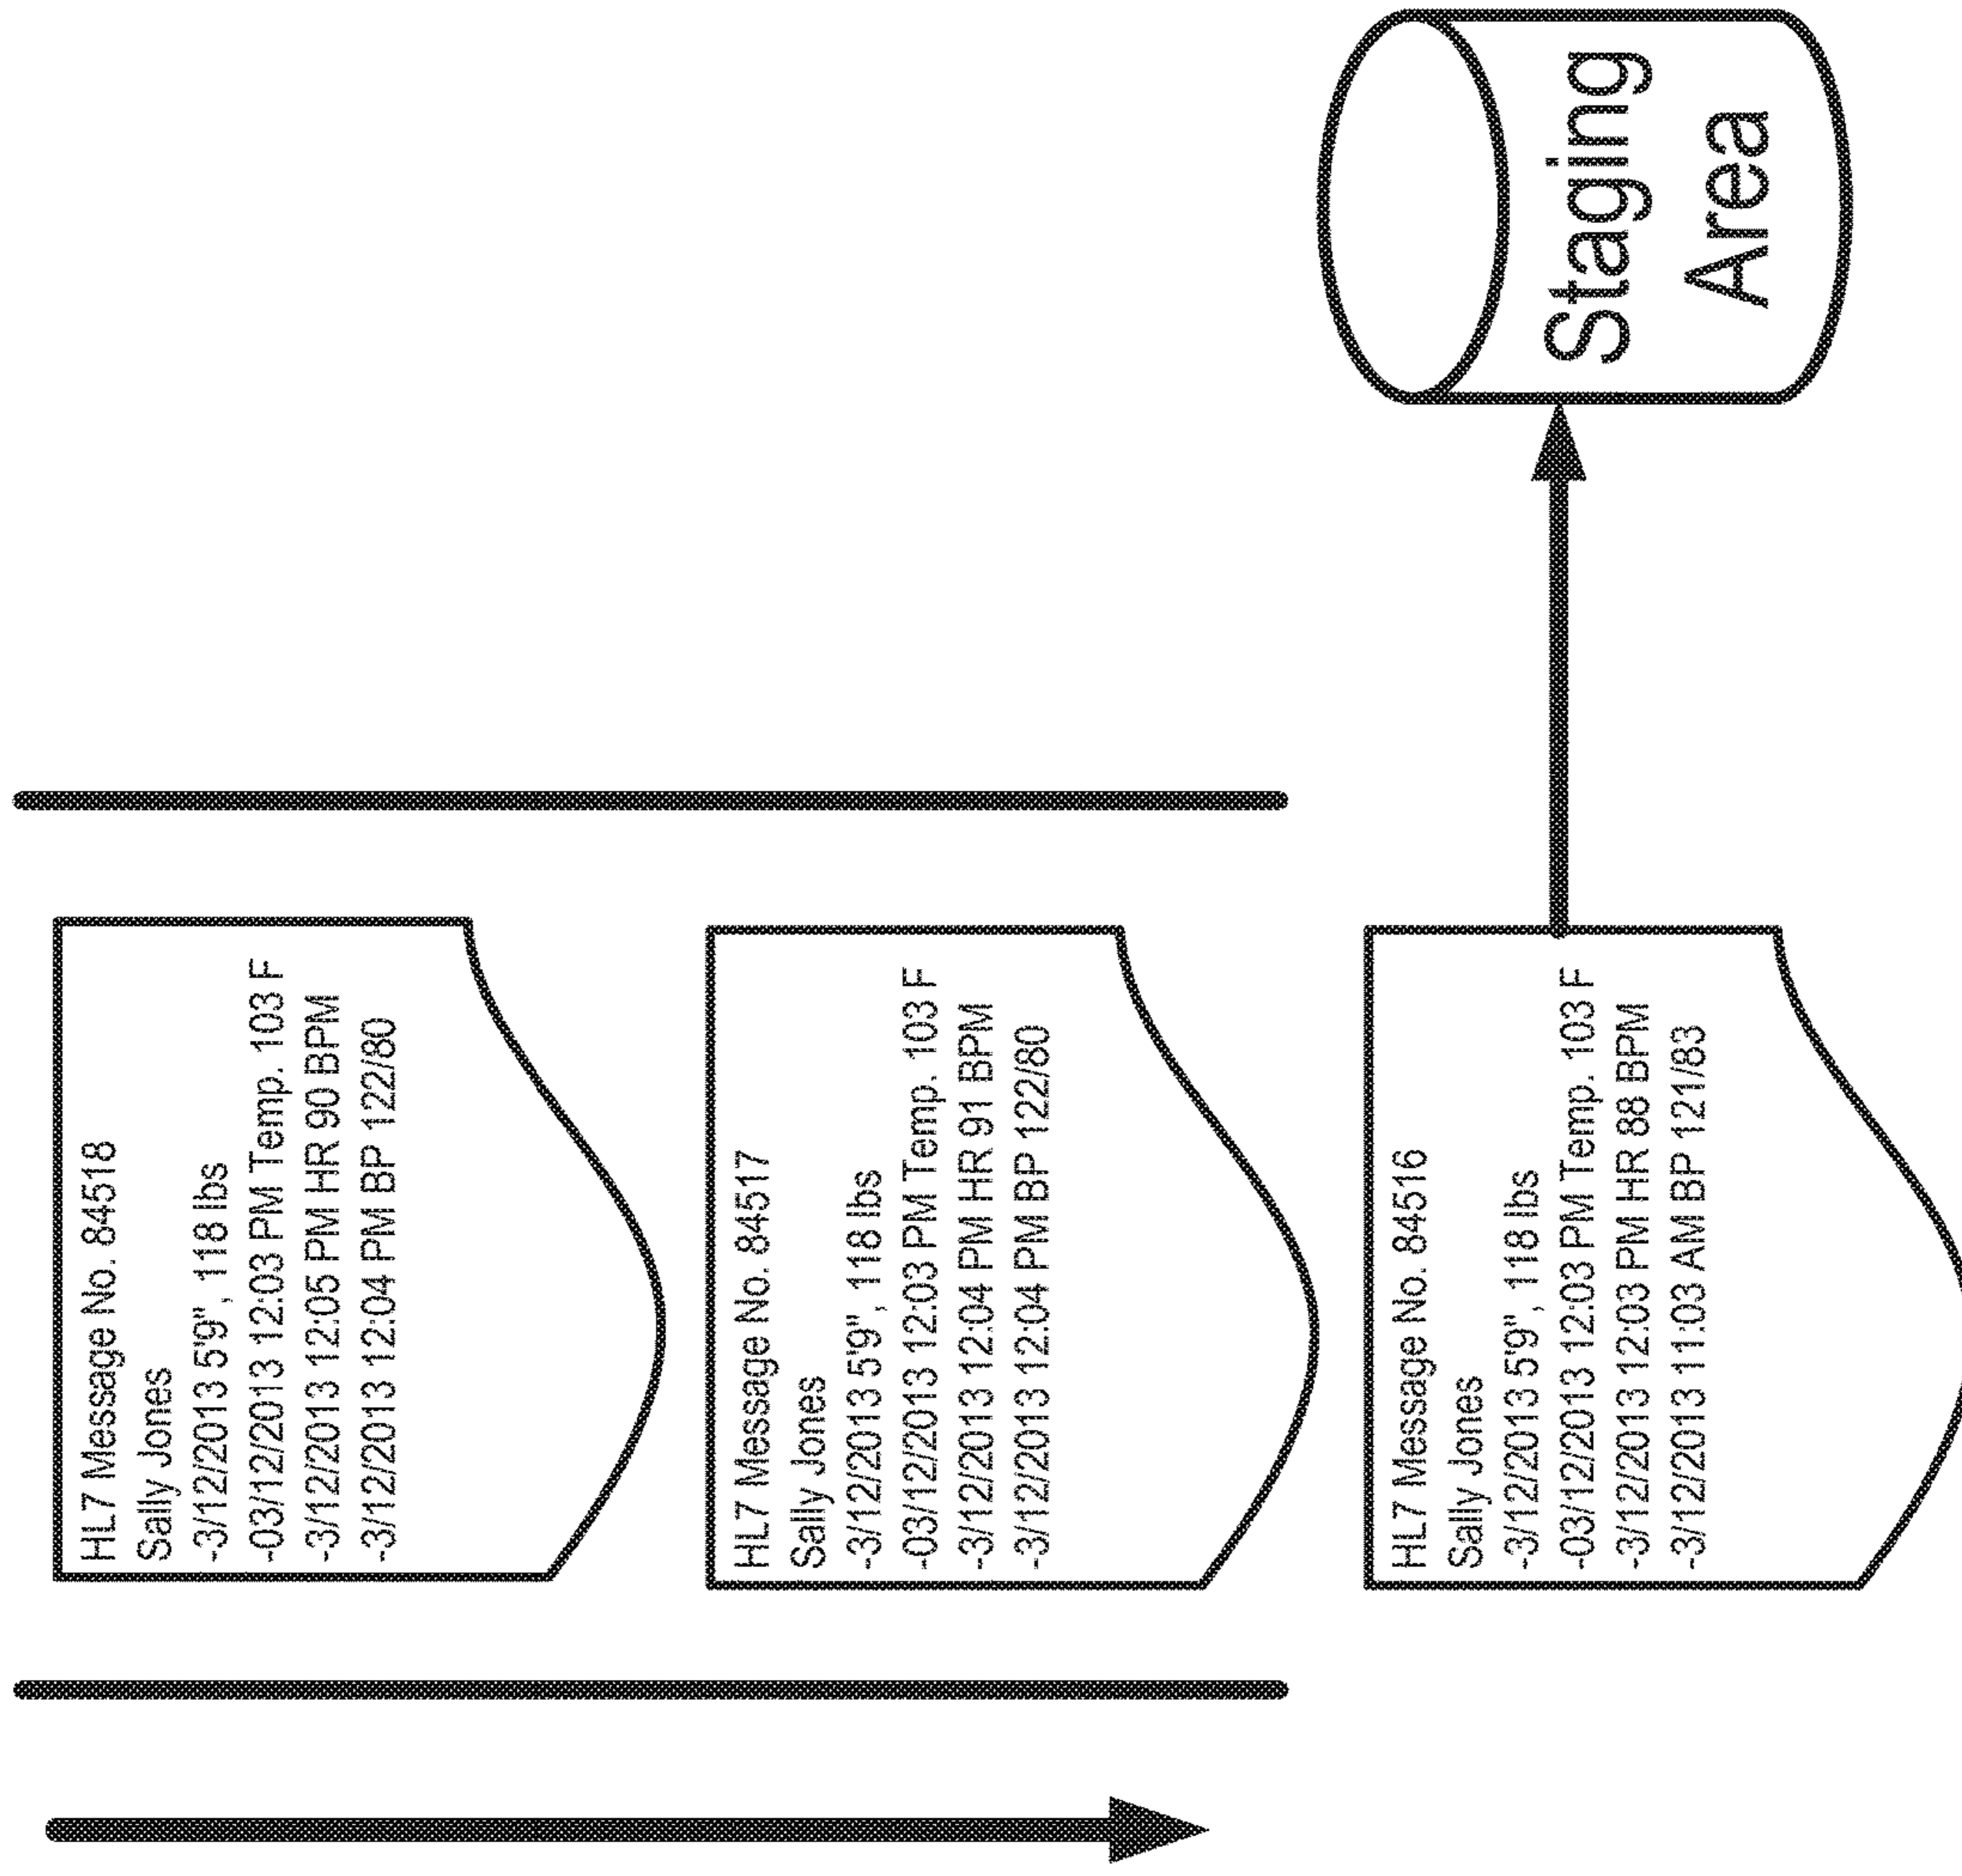 HL7 Message No. 84518
Sally Jones
-3/12/2013 5'9", 118 lbs
-03/12/2013 12:03 PM Temp. 103 F
-3/12/2013 12:05 PM HR 90 BPM
-3/12/2013 12:04 PM BP 122/80
HL7 Message No. 84517
Sally Jones
-3/12/2013 5'9", 118 lbs
-03/12/2013 12:03 PM Temp. 103 F
-3/12/2013 12:04 PM HR 91 BPM
-3/12/2013 12:04 PM BP 122/80
HL7 Message No. 84516
Sally Jones
-3/12/2013 5'9", 118 lbs
-03/12/2013 12:03 PM Temp. 103 F
-3/12/2013 12:03 PM HR 88 BPM
-3/12/2013 11:03 AM BP 121/83
Staging
Area